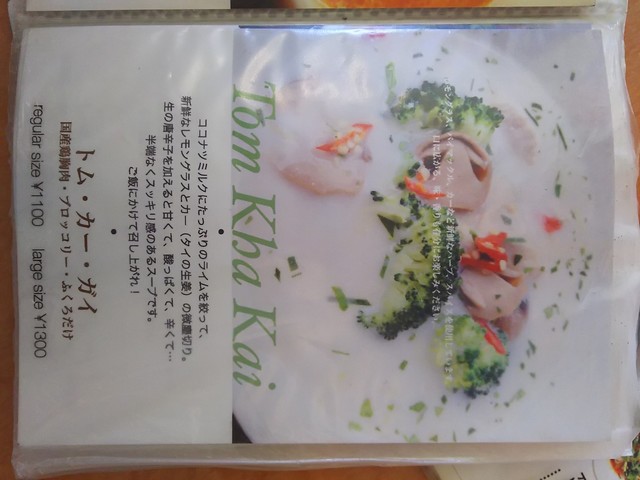 Tom Kha Kai
ココナツミルクにたっぷりのライムを絞って、
新鮮なレモングラスとカー（タイの生姜）の微塵切り。
生の唐辛子を加えると甘くて、酸っぱくて、辛くて…
半端なくスッキリ感のあるスープです。
ご飯にかけて召し上がれ！
トム・カー・ガイ
国産鶏胸肉・ブロッコリー・ふくろだけ
regular size ¥1100 large size ¥1300